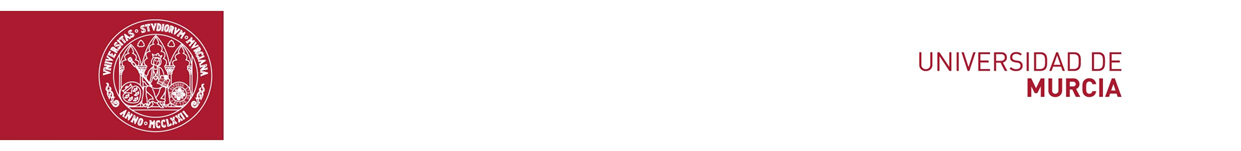 VNIVERSITAS STVDIORVM MVRCIANA
ANNO MCCLXXII
UNIVERSIDAD DE
MURCIA